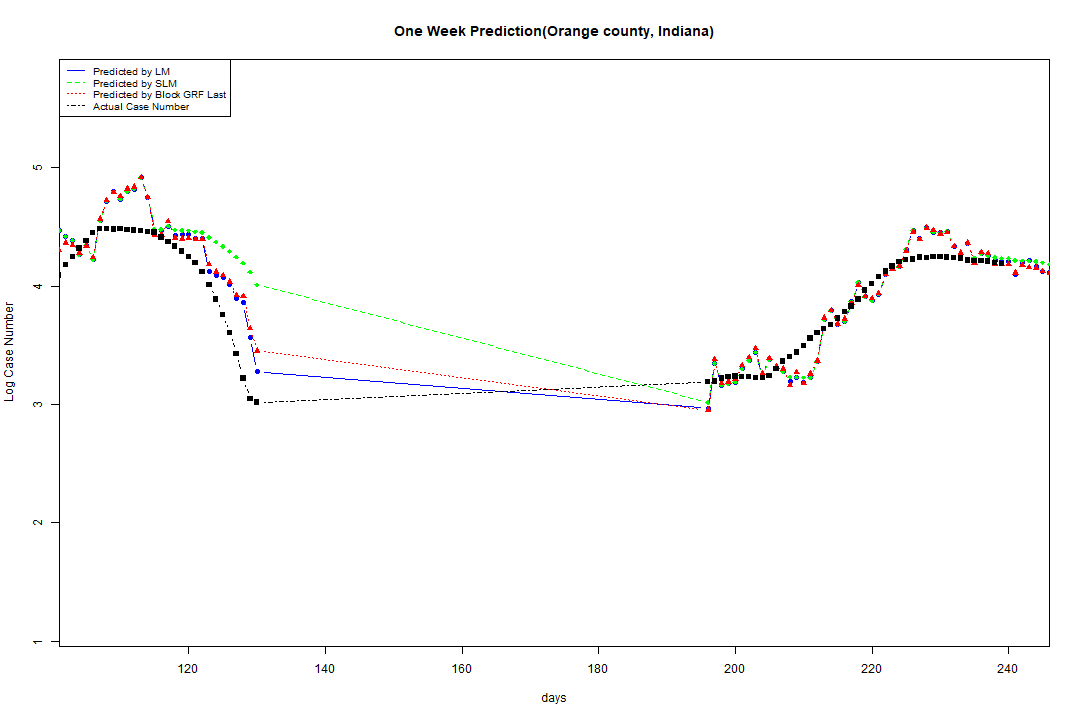 One Week Prediction(Orange county, Indiana)
Predicted by LM
Predicted by SLM
Predicted by Block GRF Last
Actual Case Number
5
4
3
2
1
Log Case Number
120 140 160 180 200 220 240
days